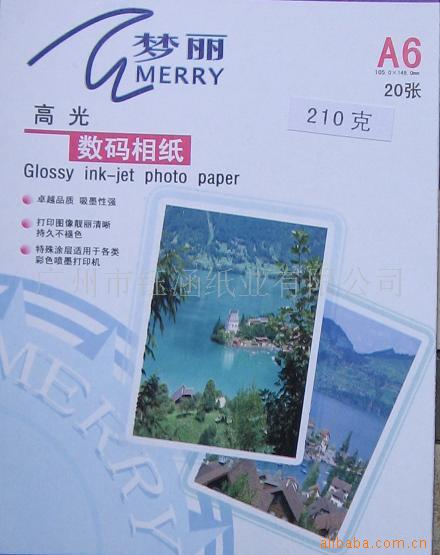 梦丽
MERRY
A6
105.0×148.0mm
20张
210克
高光
数码相纸
Glossy ink-jet photo paper
卓越品质 吸墨性强
打印图像靓丽清晰
持久不褪色
特殊涂层适用于各类
彩色喷墨打印机
广州市钰涵纸业有限公司
MERRY
alibaba.com.cn